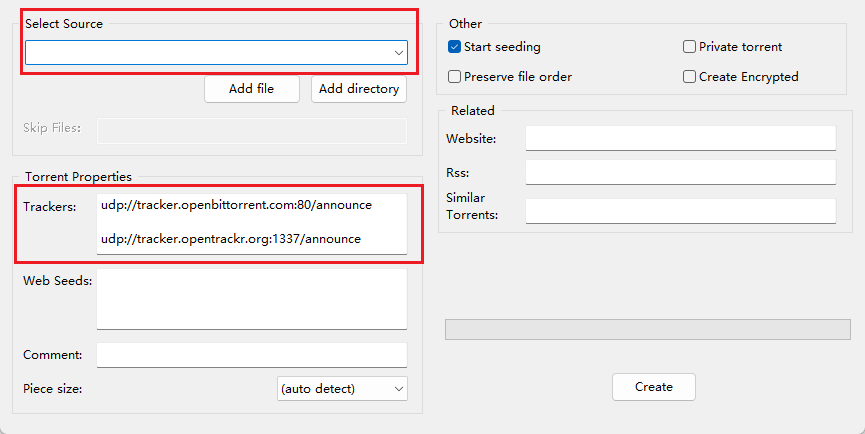 Select Source
Add file
Add directory
Skip Files:
Torrent Properties
Trackers:
udp://tracker.openbittorrent.com:80/announce
udp://tracker.opentrackr.org:1337/announce
Web Seeds:
Comment:
Piece size:
(auto detect)
Other
Start seeding
Private torrent
Preserve file order
Create Encrypted
Related
Website:
Rss:
Similar
Torrents:
Create